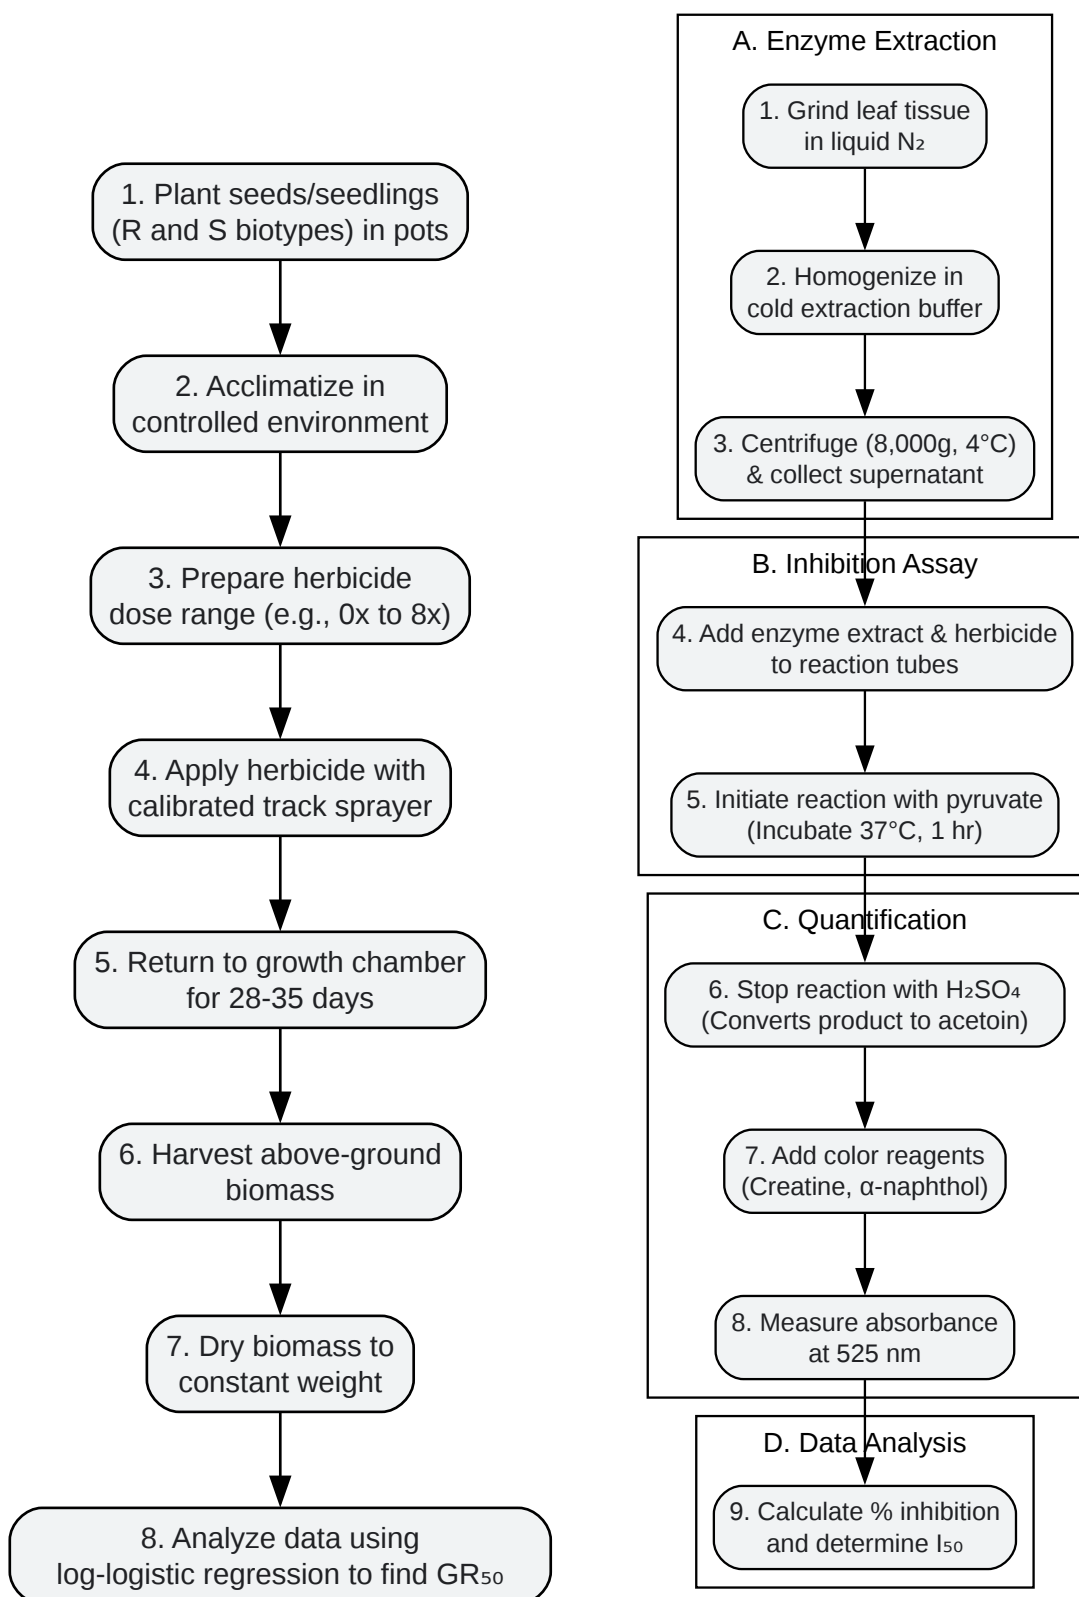 1. Plant seeds/seedlings
(R and S biotypes) in pots
2. Acclimatize in
controlled environment
3. Prepare herbicide
dose range (e.g., 0x to 8x)
4. Apply herbicide with
calibrated track sprayer
5. Return to growth chamber
for 28-35 days
6. Harvest above-ground
biomass
7. Dry biomass to
constant weight
8. Analyze data using
log-logistic regression to find GR₅₀
A. Enzyme Extraction
1. Grind leaf tissue
in liquid N₂
2. Homogenize in
cold extraction buffer
3. Centrifuge (8,000g, 4°C)
& collect supernatant
B. Inhibition Assay
4. Add enzyme extract & herbicide
to reaction tubes
5. Initiate reaction with pyruvate
(Incubate 37°C, 1 hr)
C. Quantification
6. Stop reaction with H₂SO₄
(Converts product to acetoin)
7. Add color reagents
(Creatine, α-naphthol)
8. Measure absorbance
at 525 nm
D. Data Analysis
9. Calculate % inhibition
and determine I₅₀